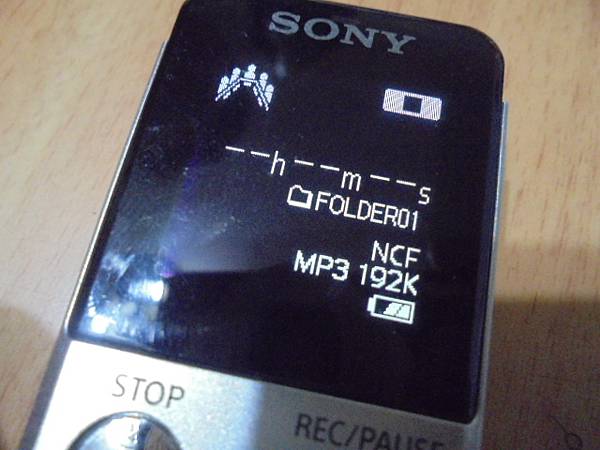 SONY
--h--m--s
FOLDER01
NCF
MP3 192K
STOP
REC/PAUSE